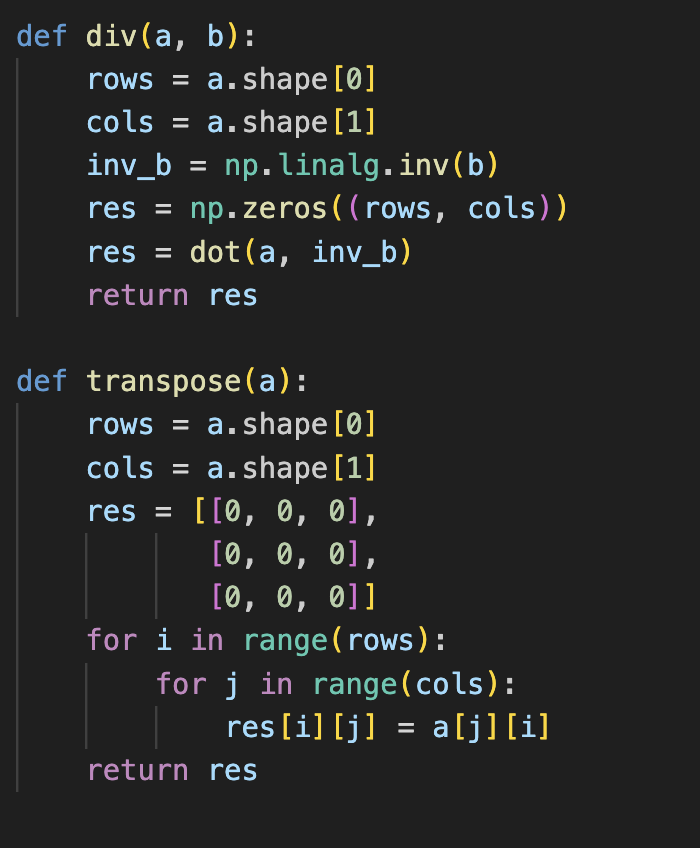 def div(a, b):
    rows = a.shape[0]
    cols = a.shape[1]
    inv_b = np.linalg.inv(b)
    res = np.zeros((rows, cols))
    res = dot(a, inv_b)
    return res

def transpose(a):
    rows = a.shape[0]
    cols = a.shape[1]
    res = [[0, 0, 0],
           [0, 0, 0],
           [0, 0, 0]]
    for i in range(rows):
        for j in range(cols):
            res[i][j] = a[j][i]
    return res